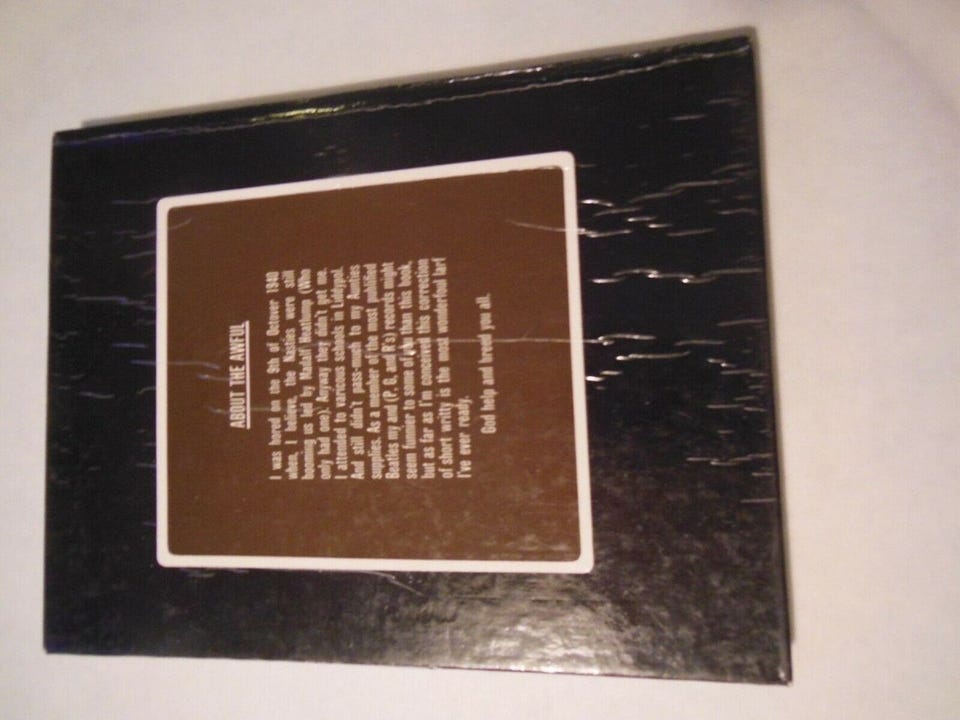 ABOUT THE AWFUL
I was bored on the 9th of Octover 1940
when, I believe, the Nasties were still
booming us led by Madalf Heatlump (Who
only had one). Anyway they didn't get me.
I attended to varicous schools in Liddypol.
And still didn't pass-much to my Aunties
supplies. As a member of the most publified
Beatles my and (P, G, and R's) records might
seem funnier to some of you than this book,
but as far as I'm conceived this correction
of short writty is the most wonderfoul larf
I've ever ready.
God help and breed you all.